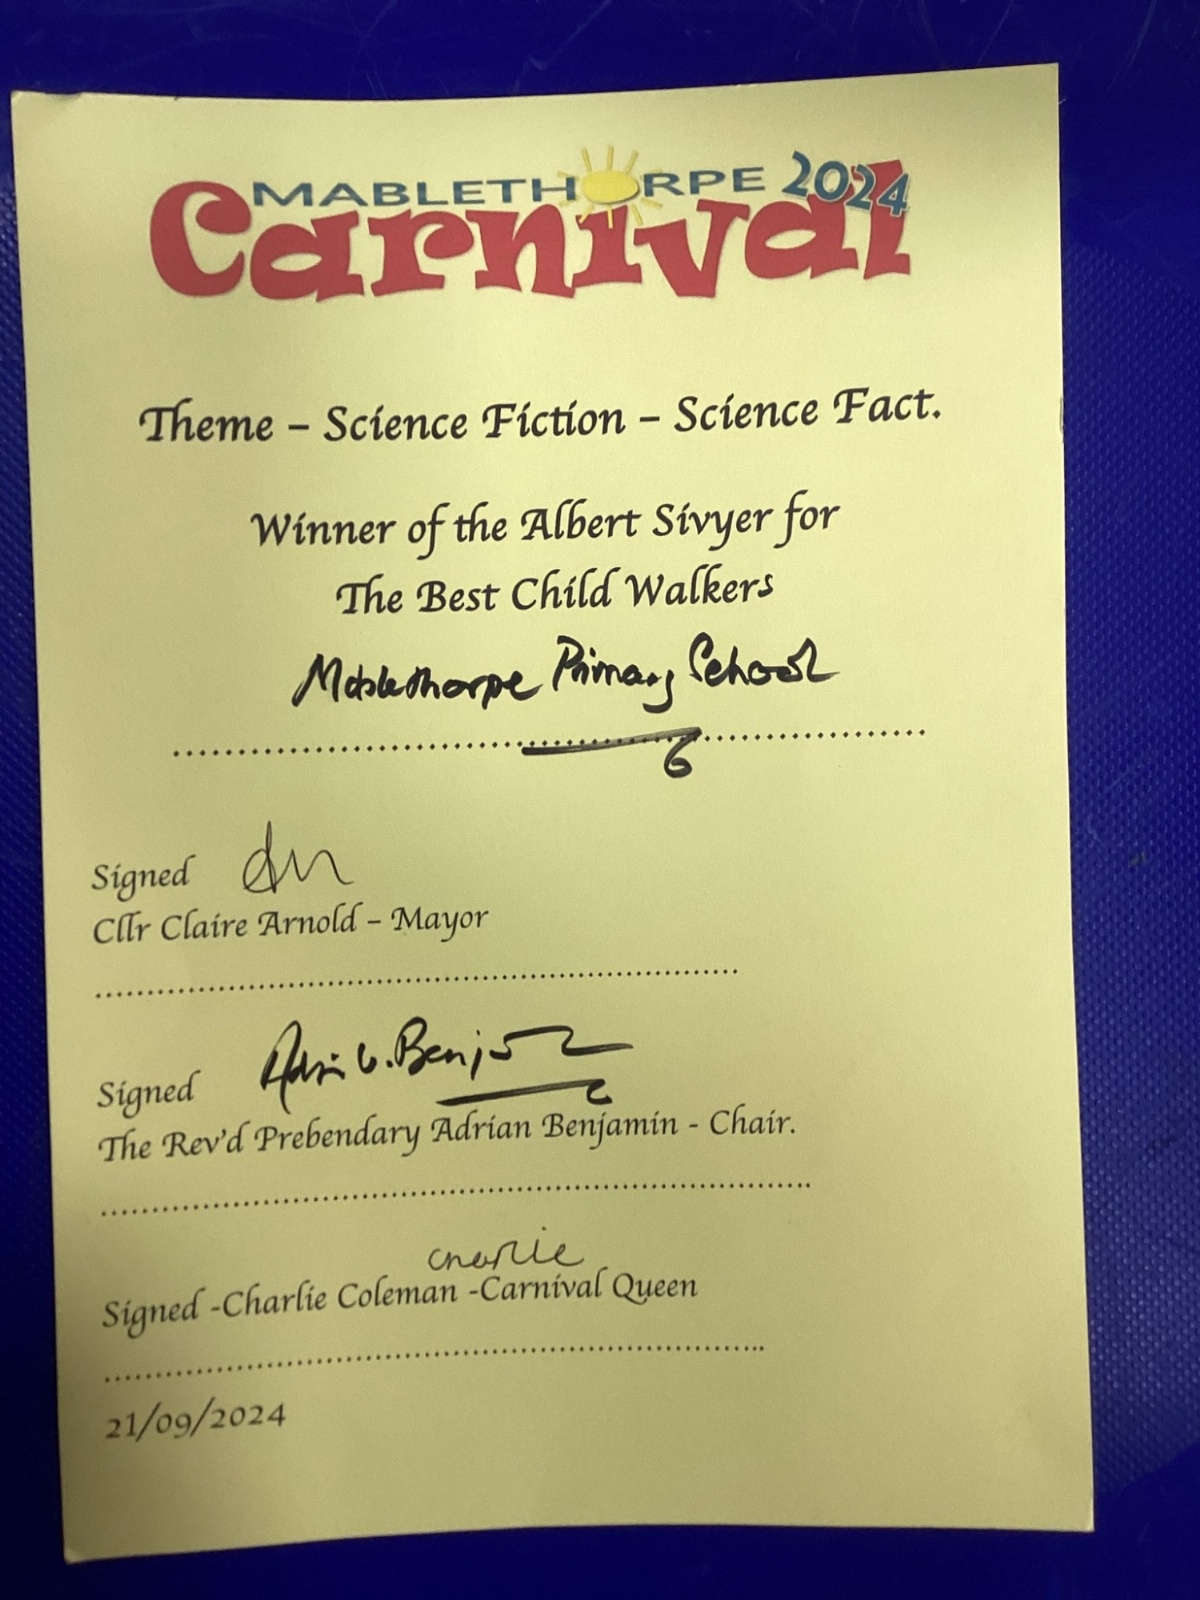 MABLETHORPE 2024
Carnival
Theme – Science Fiction – Science Fact.
Winner of the Albert Sivyer for
The Best Child Walkers
Mablethorpe Primary School
Signed
Cllr Claire Arnold – Mayor
Signed Adrian W. Benjamin
The Rev'd Prebendary Adrian Benjamin - Chair.
Charlie
Signed -Charlie Coleman -Carnival Queen
21/09/2024